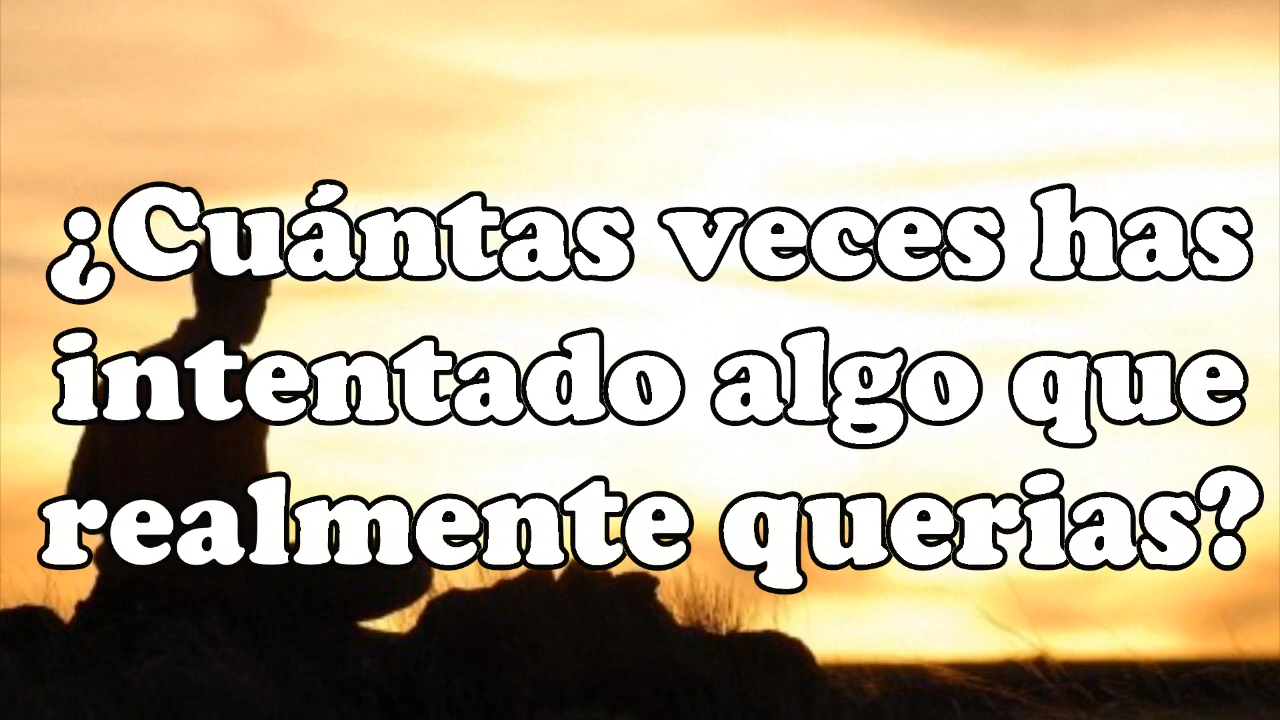 ¿Cuántas veces has
intentado algo que
realmente querias?